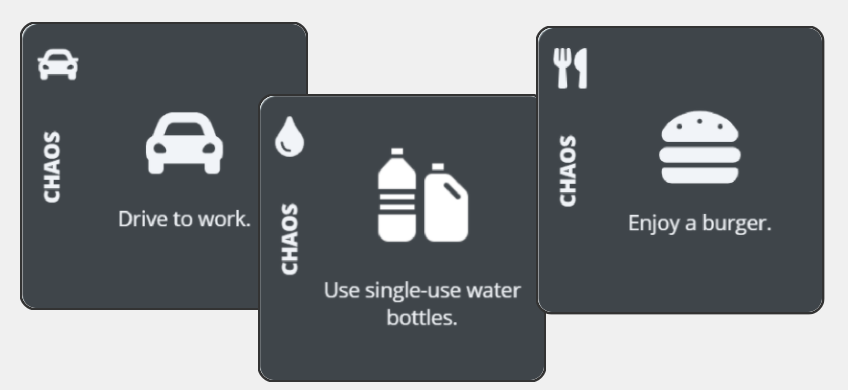 CHAOS
Drive to work.
CHAOS
Use single-use water
bottles.
CHAOS
Enjoy a burger.